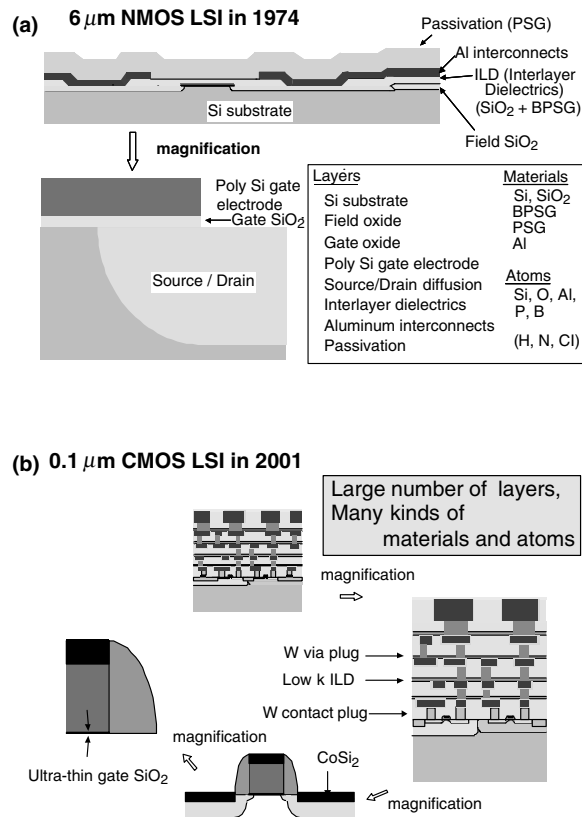 (a) 6 μm NMOS LSI in 1974
Passivation (PSG)
Al interconnects
ILD (Interlayer
Dielectrics)
(SiO2 + BPSG)
Field SiO2
Si substrate
magnification
Poly Si gate
electrode
Gate SiO2
Source / Drain
Layers
Si substrate
Field oxide
Gate oxide
Poly Si gate electrode
Source/Drain diffusion
Interlayer dielectrics
Aluminum interconnects
Passivation
Materials
Si, SiO2
BPSG
PSG
Al
Atoms
Si, O, Al,
P, B
(H, N, Cl)
(b) 0.1 μm CMOS LSI in 2001
Large number of layers,
Many kinds of
materials and atoms
magnification
W via plug
Low k ILD
W contact plug
magnification
Ultra-thin gate SiO2
CoSi2
magnification